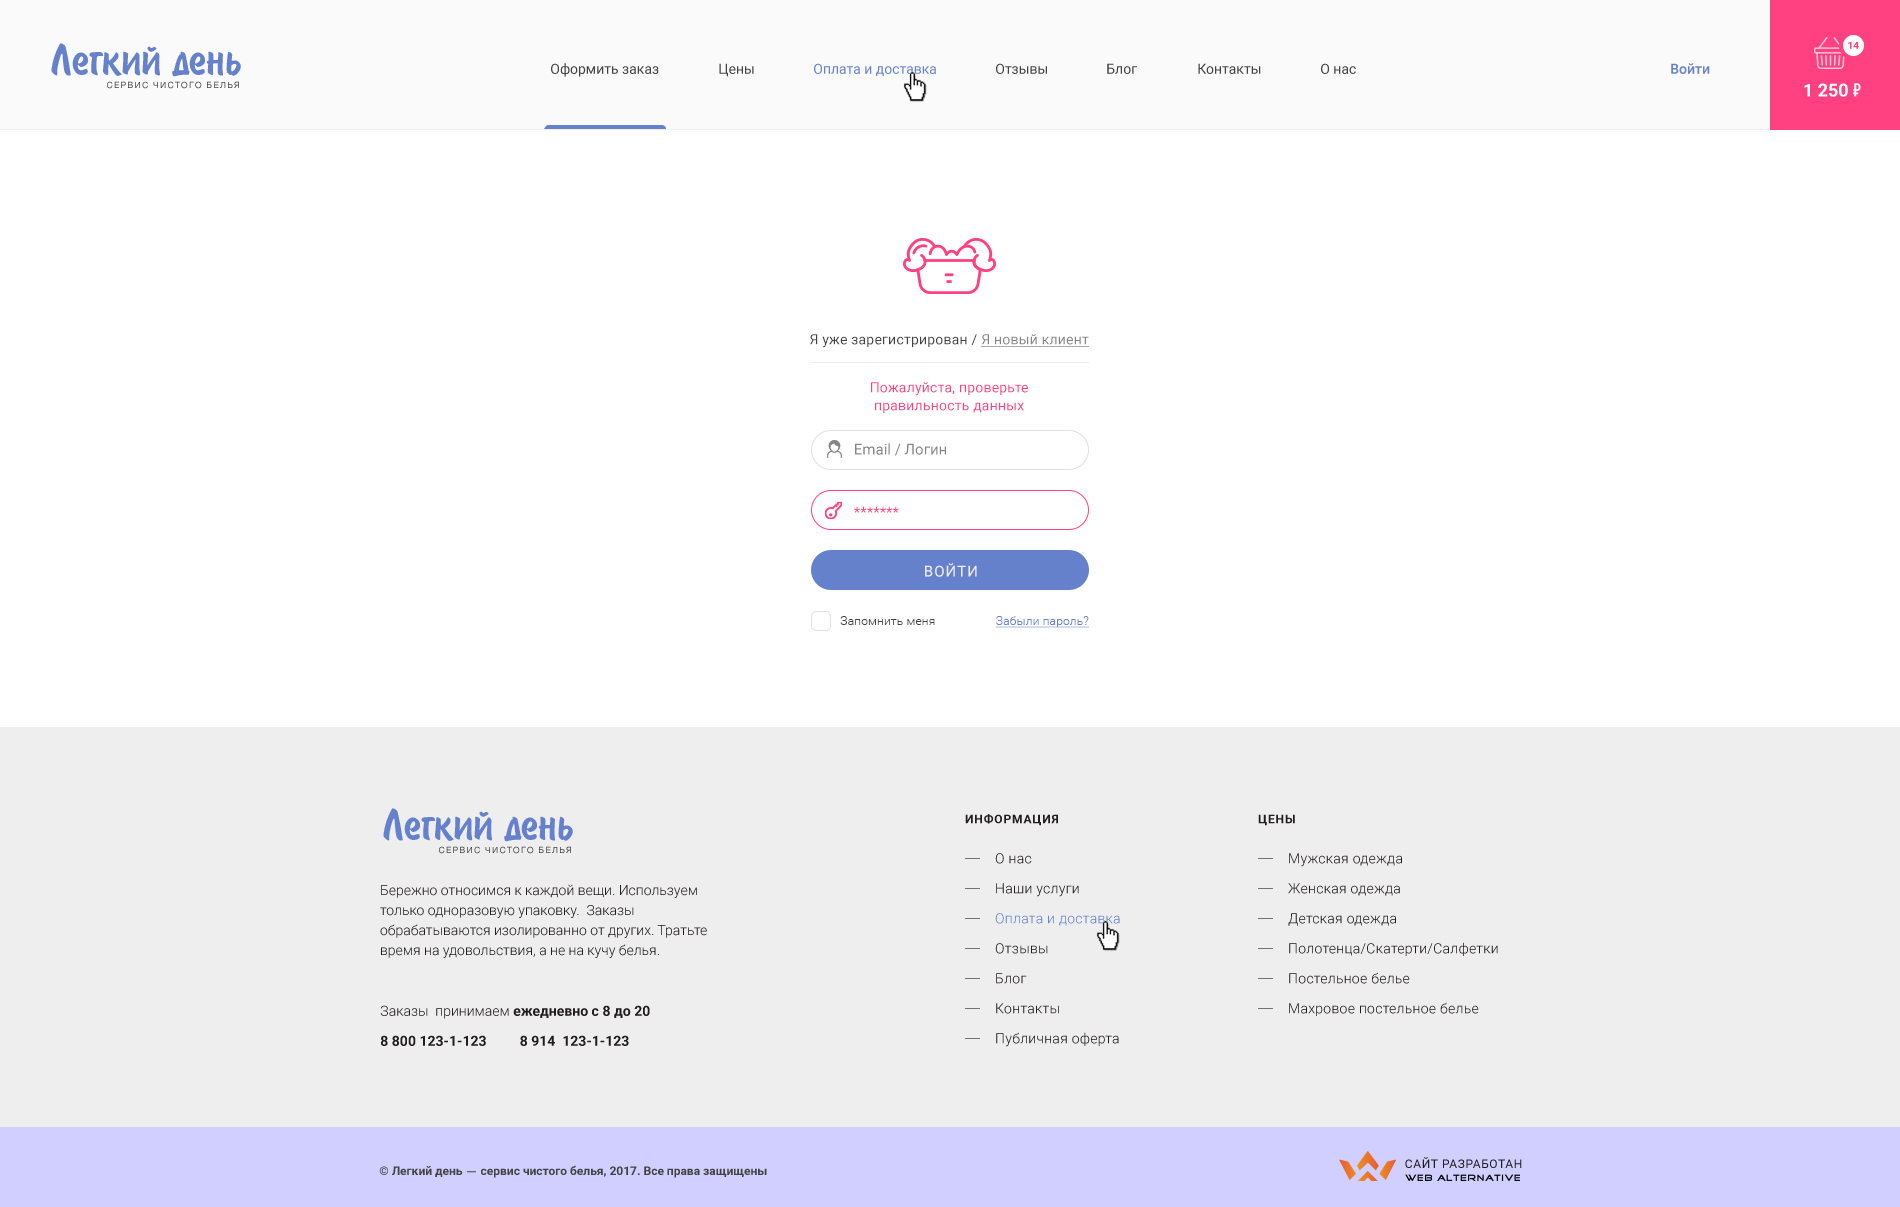 Легкий день
СЕРВИС ЧИСТОГО БЕЛЬЯ
Оформить заказ
Цены
Оплата и доставка
Отзывы
Блог
Контакты
О нас
Войти
14
1 250 ₽
Я уже зарегистрирован / Я новый клиент
Пожалуйста, проверьте
правильность данных
Email / Логин
*******
ВОЙТИ
Запомнить меня
Забыли пароль?
Легкий день
СЕРВИС ЧИСТОГО БЕЛЬЯ
Бережно относимся к каждой вещи. Используем
только одноразовую упаковку. Заказы
обрабатываются изолированно от других. Тратьте
время на удовольствия, а не на кучу белья.
Заказы принимаем ежедневно с 8 до 20
8 800 123-1-123
8 914 123-1-123
ИНФОРМАЦИЯ
— О нас
— Наши услуги
— Оплата и доставка
— Отзывы
— Блог
— Контакты
— Публичная оферта
ЦЕНЫ
— Мужская одежда
— Женская одежда
— Детская одежда
— Полотенца/Скатерти/Салфетки
— Постельное белье
— Махровое постельное белье
© Легкий день — сервис чистого белья, 2017. Все права защищены
САЙТ РАЗРАБОТАН
WEB ALTERNATIVE